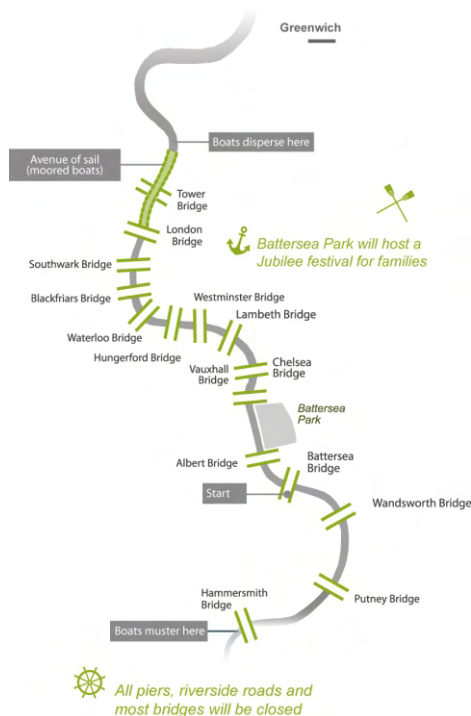 Greenwich
Boats disperse here
Avenue of sail
(moored boats)
Tower
Bridge
London
Bridge
Battersea Park will host a
Jubilee festival for families
Southwark Bridge
Blackfriars Bridge
Westminster Bridge
Lambeth Bridge
Waterloo Bridge
Hungerford Bridge
Vauxhall
Bridge
Chelsea
Bridge
Battersea
Park
Albert Bridge
Battersea
Bridge
Start
Wandsworth Bridge
Hammersmith
Bridge
Putney Bridge
Boats muster here
All piers, riverside roads and
most bridges will be closed